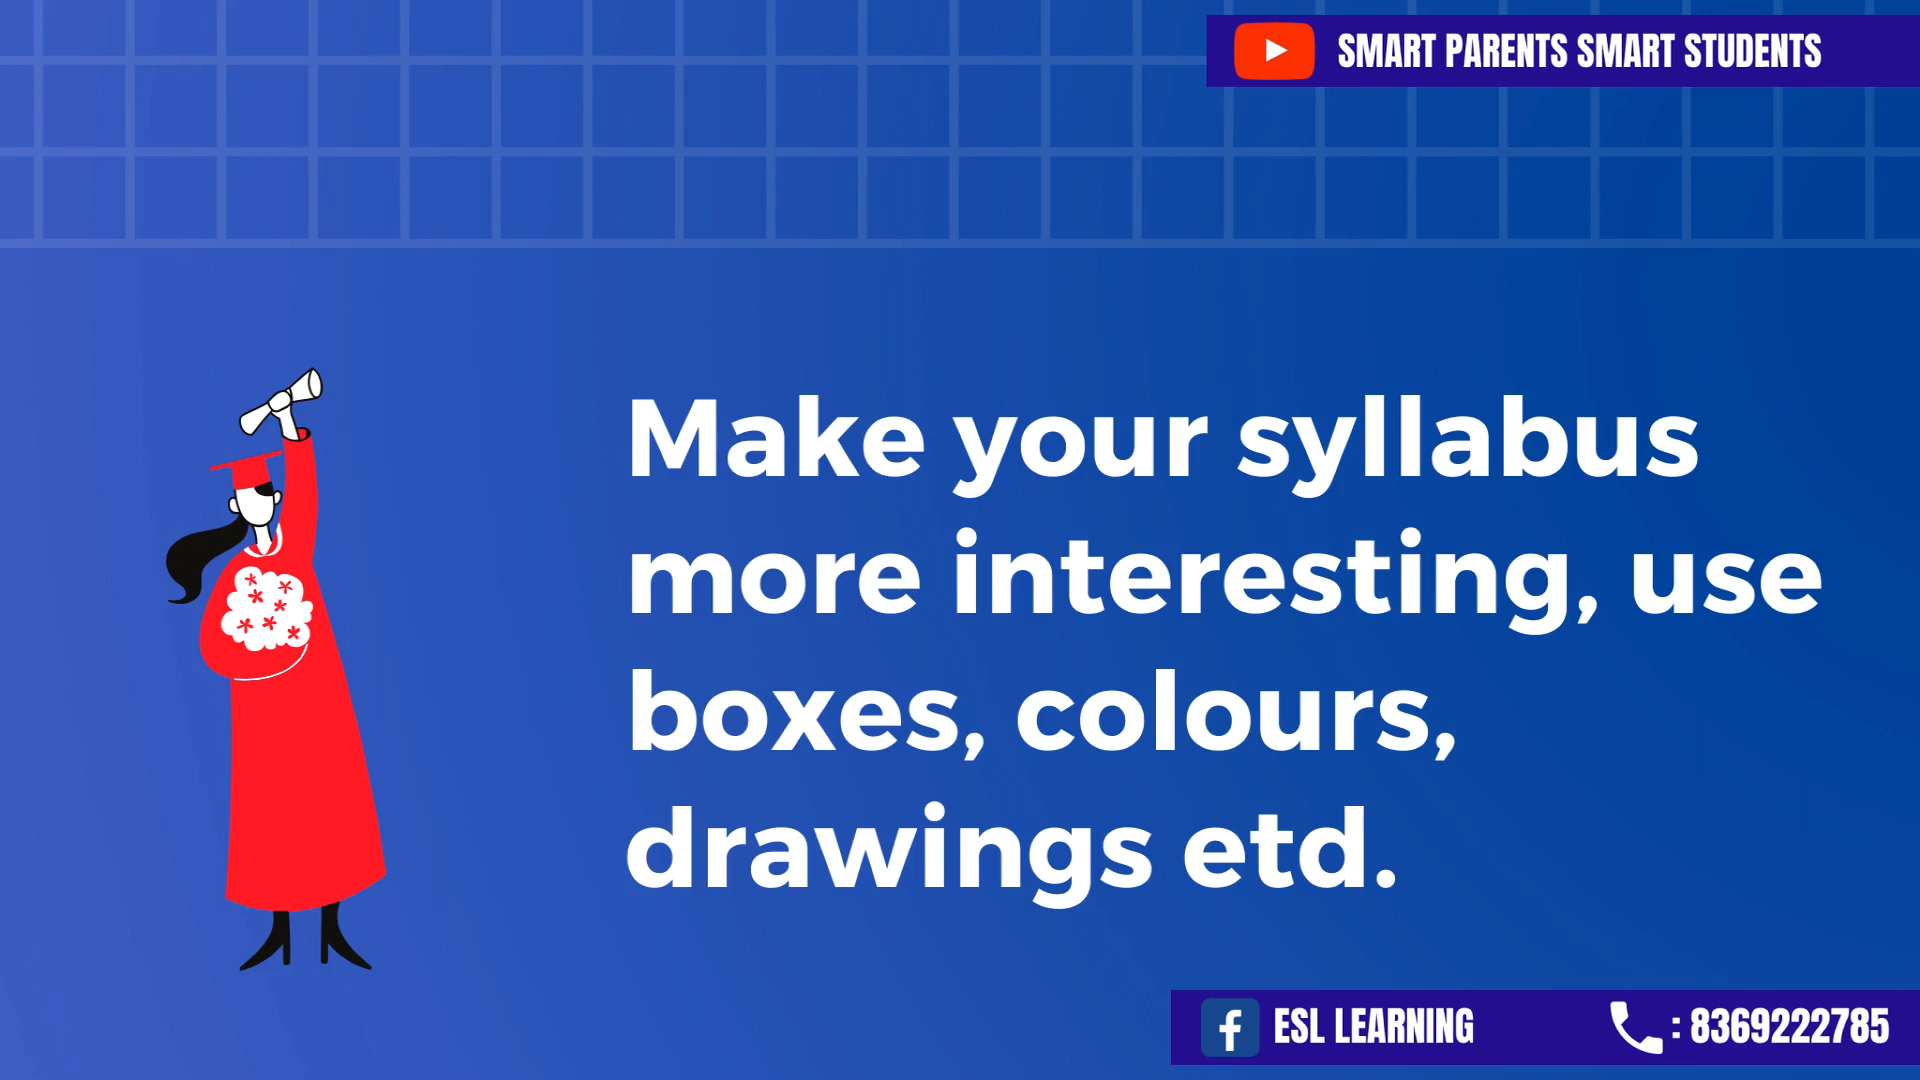 SMART PARENTS SMART STUDENTS
Make your syllabus
more interesting, use
boxes, colours,
drawings etd.
ESL LEARNING
: 8369222785